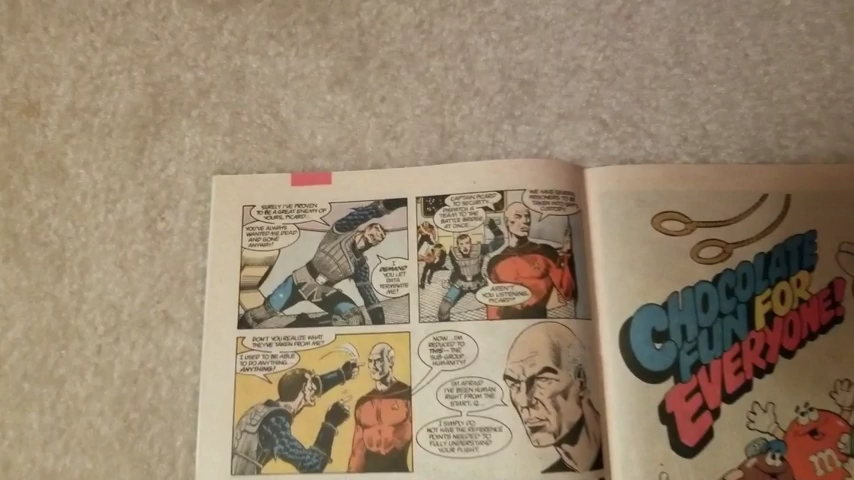 SURELY I'VE PROVEN
TO BE A GREAT ENEMY OF
YOURS, PICARD...
YOU'VE ALWAYS
WANTED ME DEAD
AND GONE
ANYWAY!
I
DEMAND
YOU LET
DATA
TERMINATE
ME!
CAPTAIN PICARD
TO SECURITY.
DISPATCH A
TEAM TO THE
BATTLE BRIDGE
AT ONCE.
WE HAVE
PRISONERS TO BE
TAKEN INTO
AREN'T
YOU LISTENING,
PICARD?
DON'T YOU REALIZE WHAT
THEY'VE TAKEN FROM ME?
I USED TO BE ABLE
TO DO ANYTHING.
ANYTHING!
NOW... I'M
REDUCED TO
THIS--THE
SUB-GROUP,
HUMANITY!
I'M AFRAID
I'VE BEEN HUMAN
RIGHT FROM THE
START, Q...
I SIMPLY DO
NOT HAVE THE REFERENCE
POINTS NEEDED TO
FULLY UNDERSTAND
YOUR PLIGHT.
CHOCOLATE
FUN FOR
EVERYONE!
m